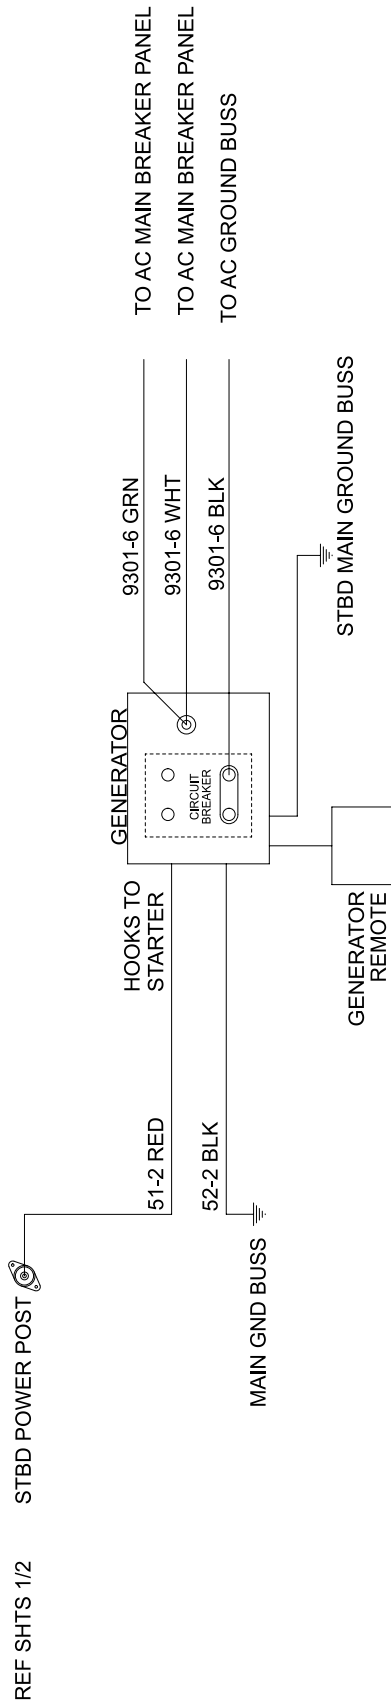 REF SHTS 1/2
STBD POWER POST
51-2 RED
52-2 BLK
MAIN GND BUSS
HOOKS TO
STARTER
GENERATOR
CIRCUIT
BREAKER
GENERATOR
REMOTE
9301-6 GRN
9301-6 WHT
9301-6 BLK
STBD MAIN GROUND BUSS
TO AC MAIN BREAKER PANEL
TO AC MAIN BREAKER PANEL
TO AC GROUND BUSS